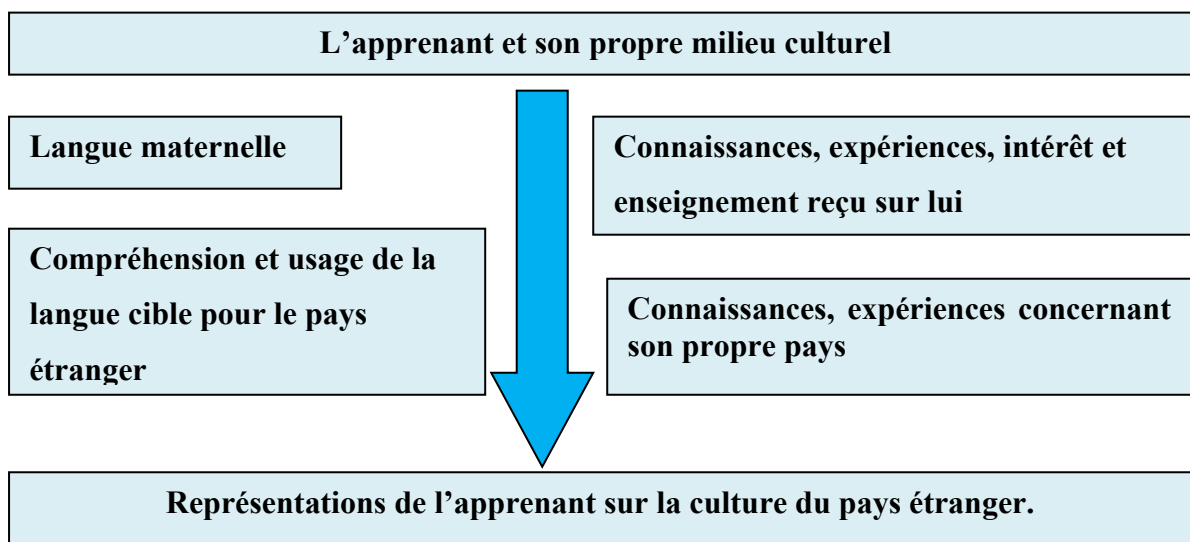 L’apprenant et son propre milieu culturel
Langue maternelle
Connaissances, expériences, intérêt et
enseignement reçu sur lui
Compréhension et usage de la
langue cible pour le pays
étranger
Connaissances, expériences concernant
son propre pays
Représentations de l’apprenant sur la culture du pays étranger.